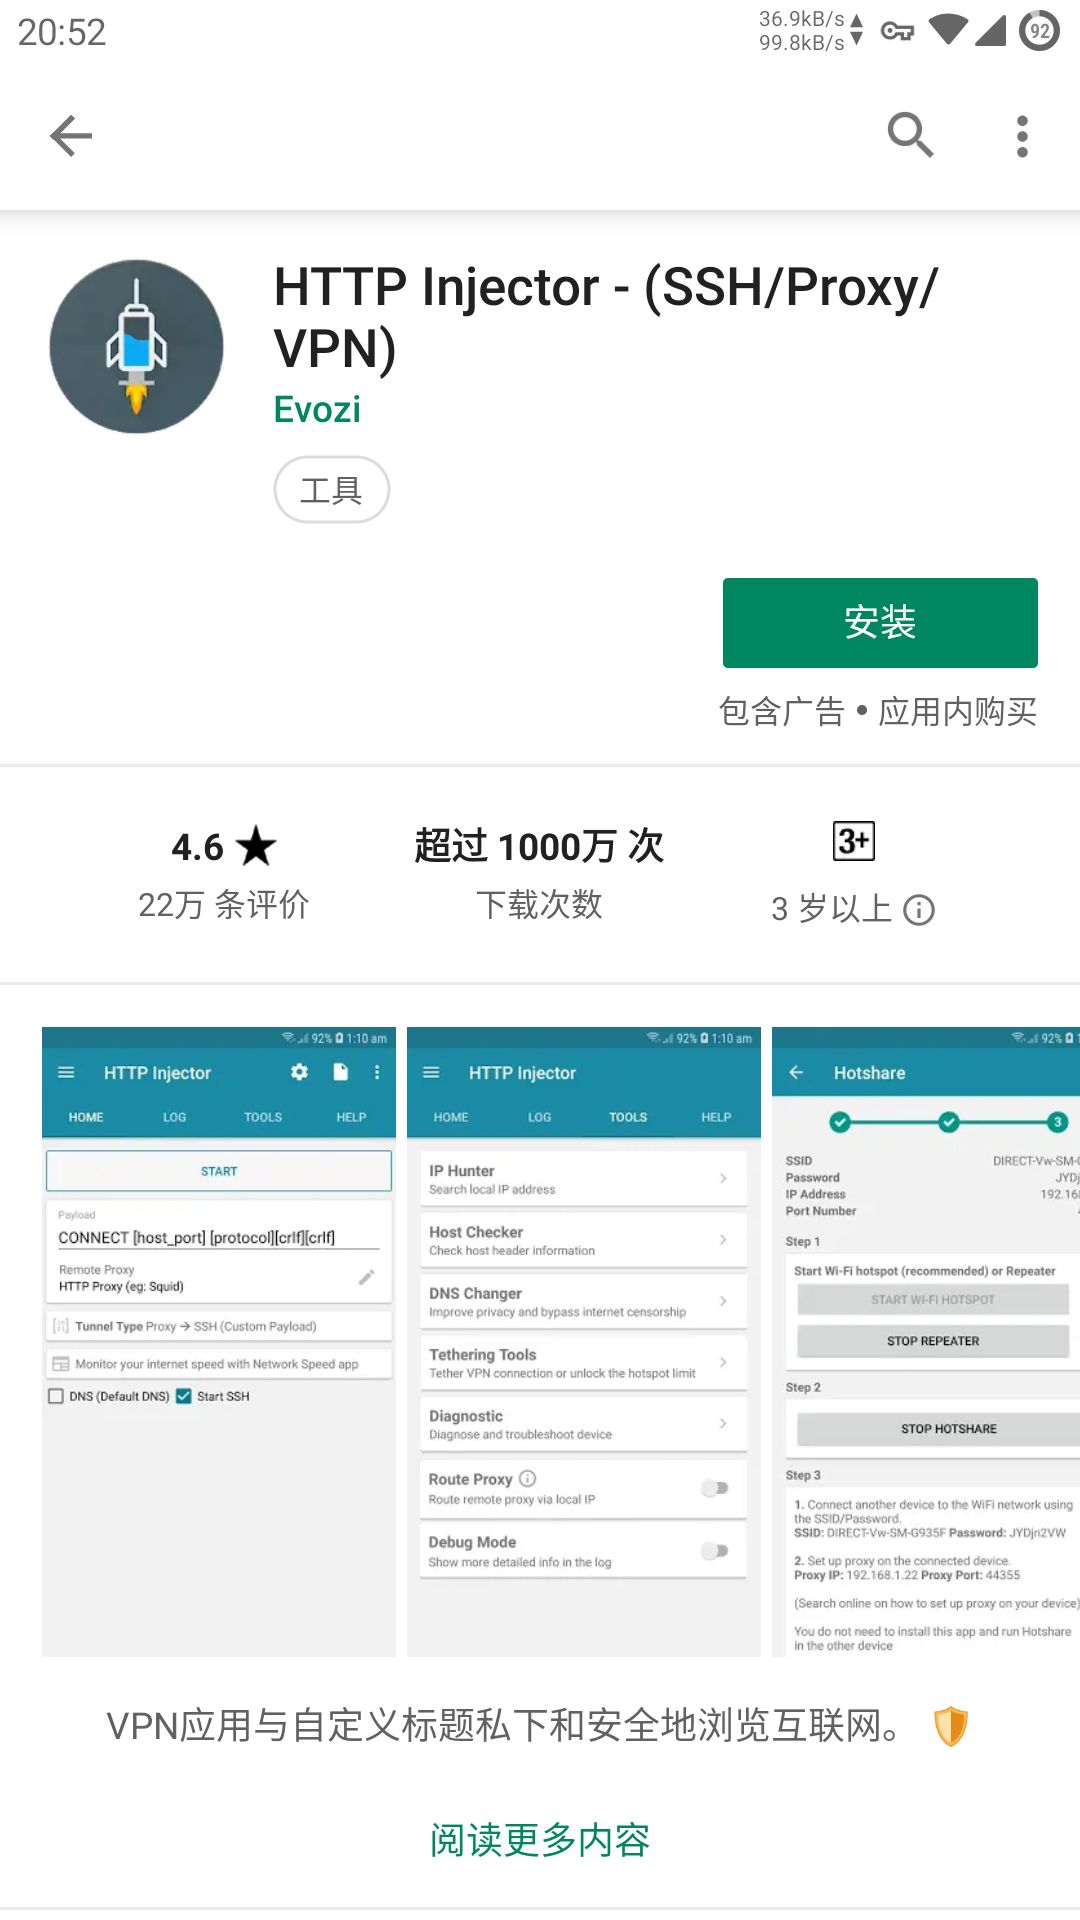 20:52
36.9kB/s
99.8kB/s
92
HTTP Injector - (SSH/Proxy/
VPN)
Evozi
工具
安装
包含广告 • 应用内购买
4.6 ★
22万 条评价
超过 1000万 次
下载次数
3+
3 岁以上
92% 1:10 am
HTTP Injector
HOME LOG TOOLS HELP
START
Payload
CONNECT [host_port] [protocol][crlf][crlf]
Remote Proxy
HTTP Proxy (eg: Squid)
Tunnel Type Proxy → SSH (Custom Payload)
Monitor your internet speed with Network Speed app
DNS (Default DNS) Start SSH
92% 1:10 am
HTTP Injector
HOME LOG TOOLS HELP
IP Hunter
Search local IP address
Host Checker
Check host header information
DNS Changer
Improve privacy and bypass internet censorship
Tethering Tools
Tether VPN connection or unlock the hotspot limit
Diagnostic
Diagnose and troubleshoot device
Route Proxy
Route remote proxy via local IP
Debug Mode
Show more detailed info in the log
92%
Hotshare
3
SSID DIRECT-Vw-SM-
Password JYDj
IP Address 192.16
Port Number
Step 1
Start Wi-Fi hotspot (recommended) or Repeater
START WI-FI HOTSPOT
STOP REPEATER
Step 2
STOP HOTSHARE
Step 3
1. Connect another device to the WiFi network using
the SSID/Password.
SSID: DIRECT-Vw-SM-G935F Password: JYDjn2VW
2. Set up proxy on the connected device.
Proxy IP: 192.168.1.22 Proxy Port: 44355
(Search online on how to set up proxy on your device)
You do not need to install this app and run Hotshare
in the other device
VPN应用与自定义标题私下和安全地浏览互联网。
阅读更多内容